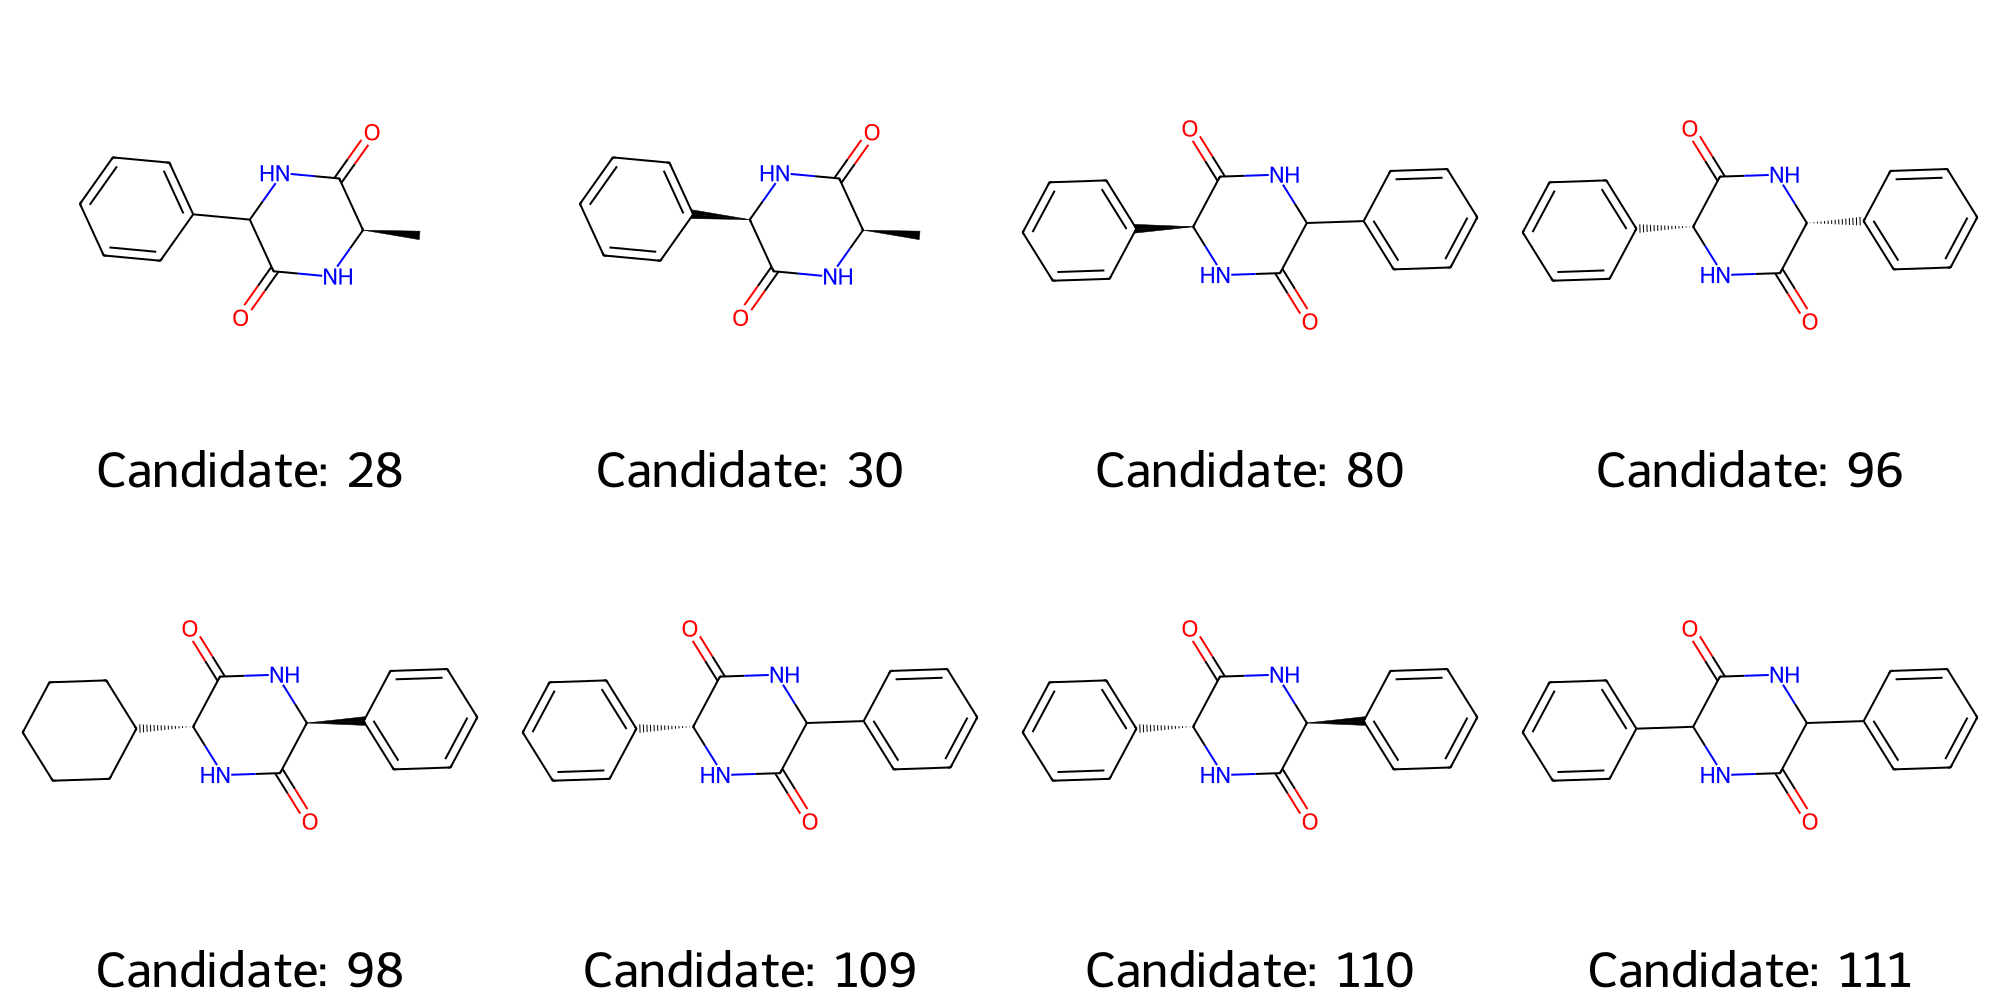 O
HN
NH
O
O
HN
NH
O
O
NH
HN
O
O
NH
HN
O
Candidate: 28
Candidate: 30
Candidate: 80
Candidate: 96
O
NH
HN
O
O
NH
HN
O
O
NH
HN
O
O
NH
HN
O
Candidate: 98
Candidate: 109
Candidate: 110
Candidate: 111